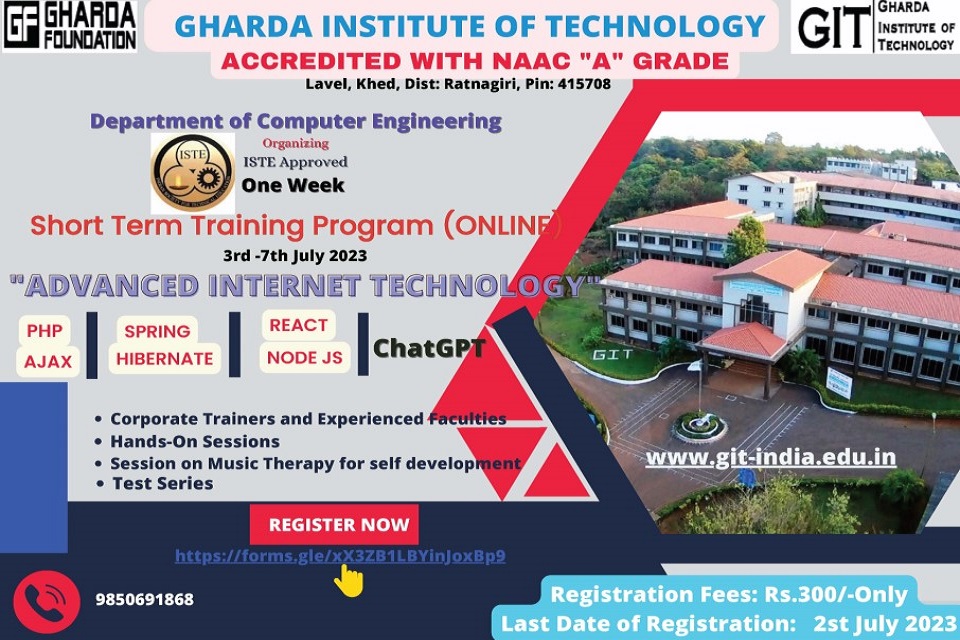 GF GHARDA
FOUNDATION
GHARDA INSTITUTE OF TECHNOLOGY
GIT GHARDA
INSTITUTE OF
TECHNOLOGY
ACCREDITED WITH NAAC "A" GRADE
Lavel, Khed, Dist: Ratnagiri, Pin: 415708
Department of Computer Engineering
Organizing
ISTE
ISTE Approved
One Week
Short Term Training Program (ONLINE)
3rd -7th July 2023
"ADVANCED INTERNET TECHNOLOGY"
PHP
AJAX
SPRING
HIBERNATE
REACT
NODE JS
ChatGPT
GIT
• Corporate Trainers and Experienced Faculties
• Hands-On Sessions
• Session on Music Therapy for self development
• Test Series
www.git-india.edu.in
REGISTER NOW
https://forms.gle/xX3ZB1LBYinJoxBp9
9850691868
Registration Fees: Rs.300/-Only
Last Date of Registration: 2st July 2023